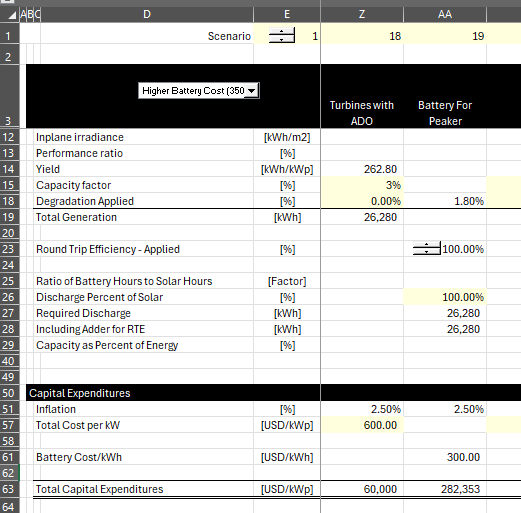 A B C D E Z AA
1 Scenario 1 18 19
2
Higher Battery Cost (350
3 Turbines with ADO Battery For Peaker
12 Inplane irradiance [kWh/m2]
13 Performance ratio [%]
14 Yield [kWh/kWp] 262.80
15 Capacity factor [%] 3%
18 Degradation Applied [%] 0.00% 1.80%
19 Total Generation [kWh] 26,280
20
23 Round Trip Efficiency - Applied [%] 100.00%
24
25 Ratio of Battery Hours to Solar Hours [Factor]
26 Discharge Percent of Solar [%] 100.00%
27 Required Discharge [kWh] 26,280
28 Including Adder for RTE [kWh] 26,280
29 Capacity as Percent of Energy [%]
40
49
50 Capital Expenditures
51 Inflation [%] 2.50% 2.50%
57 Total Cost per kW [USD/kWp] 600.00
58
61 Battery Cost/kWh [USD/kWh] 300.00
62
63 Total Capital Expenditures [USD/kWp] 60,000 282,353
64